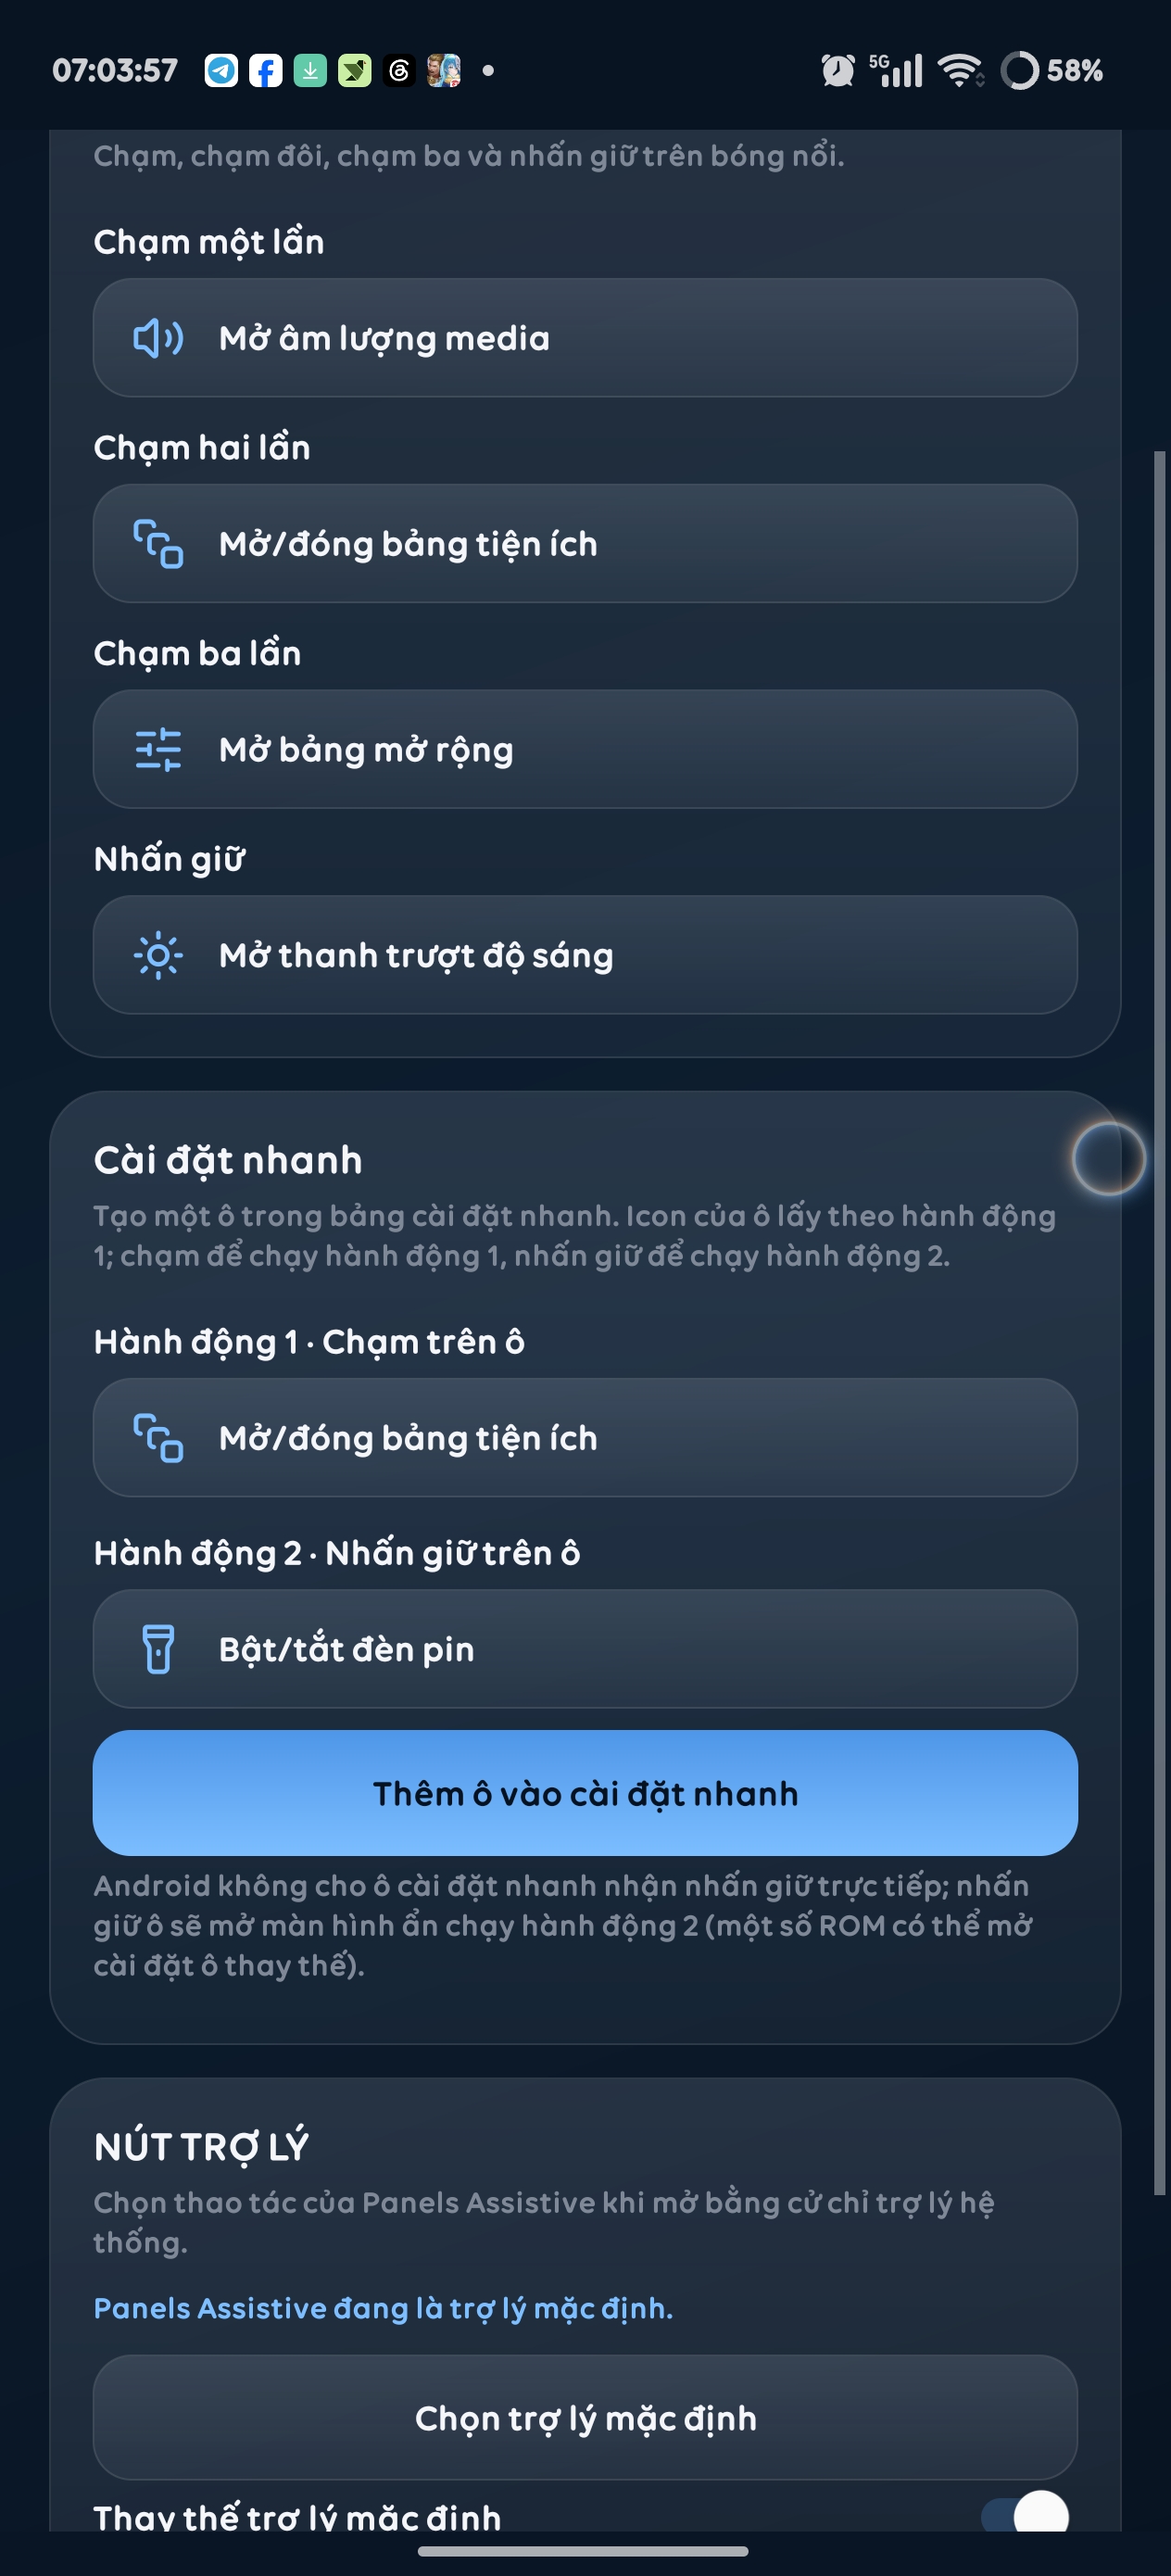 07:03:57
5G
58%
Chạm, chạm đôi, chạm ba và nhấn giữ trên bóng nổi.
Chạm một lần
Mở âm lượng media
Chạm hai lần
Mở/đóng bảng tiện ích
Chạm ba lần
Mở bảng mở rộng
Nhấn giữ
Mở thanh trượt độ sáng
Cài đặt nhanh
Tạo một ô trong bảng cài đặt nhanh. Icon của ô lấy theo hành động
1; chạm để chạy hành động 1, nhấn giữ để chạy hành động 2.
Hành động 1 · Chạm trên ô
Mở/đóng bảng tiện ích
Hành động 2 · Nhấn giữ trên ô
Bật/tắt đèn pin
Thêm ô vào cài đặt nhanh
Android không cho ô cài đặt nhanh nhận nhấn giữ trực tiếp; nhấn
giữ ô sẽ mở màn hình ẩn chạy hành động 2 (một số ROM có thể mở
cài đặt ô thay thế).
NÚT TRỢ LÝ
Chọn thao tác của Panels Assistive khi mở bằng cử chỉ trợ lý hệ
thống.
Panels Assistive đang là trợ lý mặc định.
Chọn trợ lý mặc định
Thay thế trợ lý mặc định